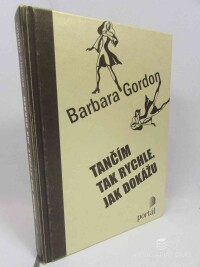 Barbara Gordon
TANČÍM
TAK RYCHLE,
JAK DOKÁŽU
portál